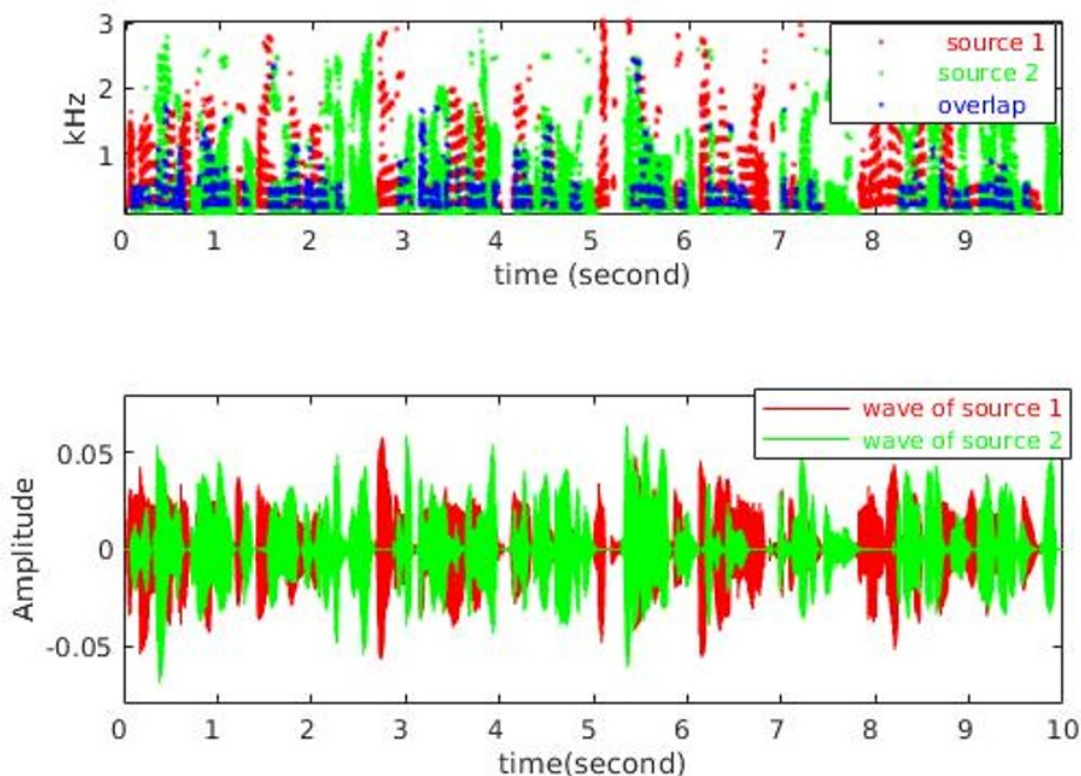 3
2
1
kHz
source 1
source 2
overlap
0 1 2 3 4 5 6 7 8 9
time (second)
wave of source 1
wave of source 2
0.05
0
-0.05
Amplitude
0 1 2 3 4 5 6 7 8 9 10
time(second)